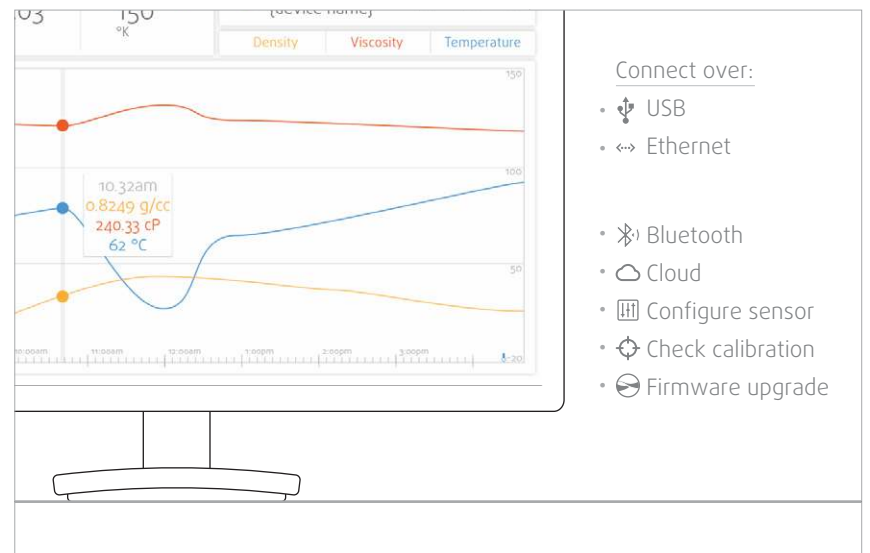 150
°K
{device name}
Density Viscosity Temperature
150
100
10.32am
0.8249 g/cc
240.33 cP
62 °C
50
10:00am 11:00am 12:00am 1:00pm 2:00pm 3:00pm
-20
Connect over:
• USB
• Ethernet
• Bluetooth
• Cloud
• Configure sensor
• Check calibration
• Firmware upgrade